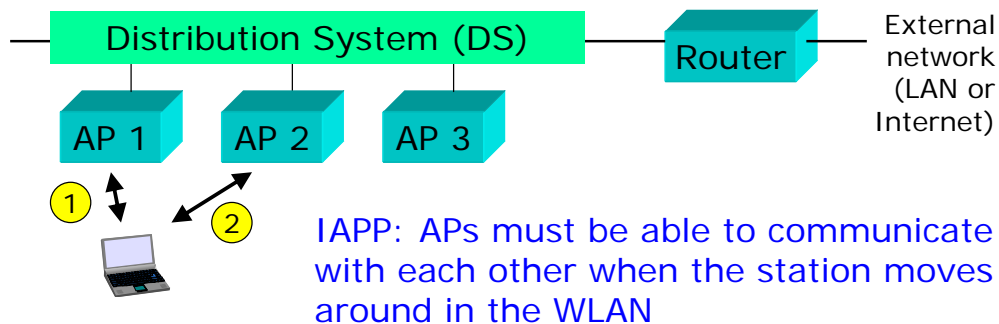 Distribution System (DS)
Router
External
network
(LAN or
Internet)
AP 1
AP 2
AP 3
1
2
IAPP: APs must be able to communicate
with each other when the station moves
around in the WLAN